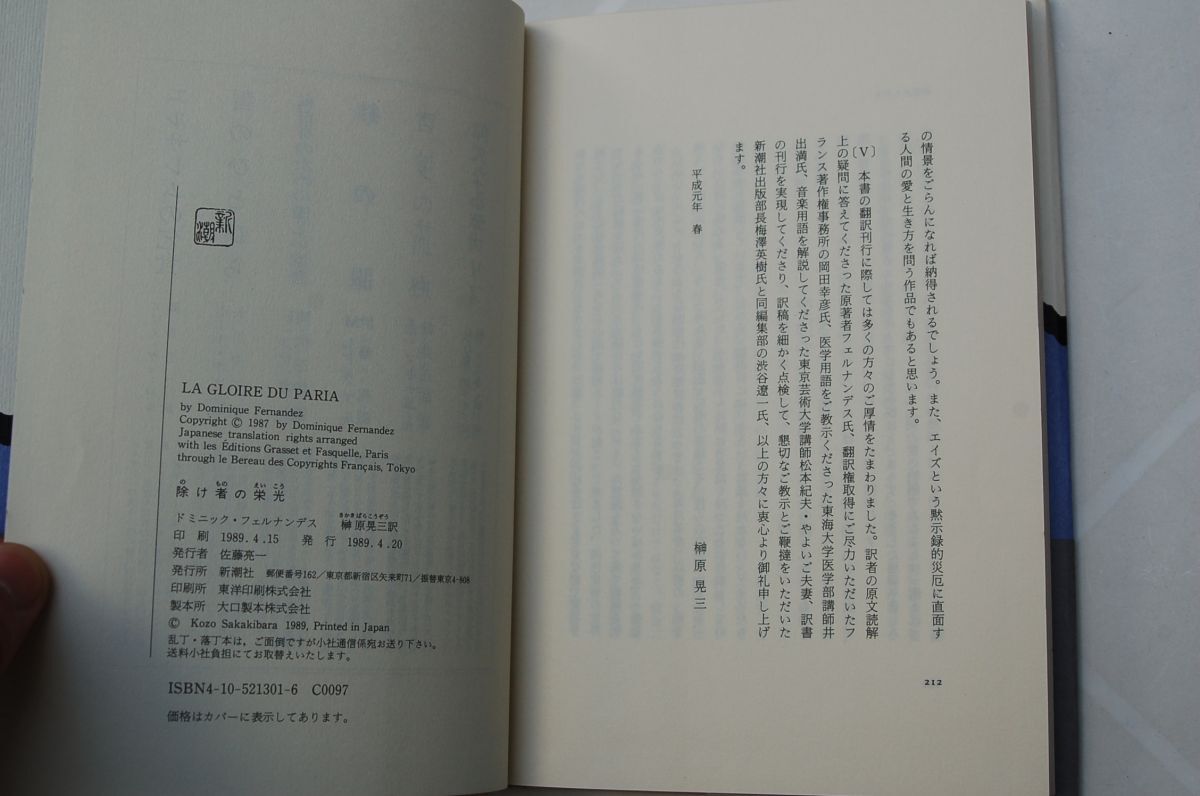 の情景をごらんになれば納得されるでしょう。また、エイズという黙示録的災厄に直面す
る人間の愛と生き方を問う作品でもあると思います。
〔Ⅴ〕 本書の翻訳刊行に際しては多くの方々のご厚情をたまわりました。訳者の原文読解
上の疑問に答えてくださった原著者フェルナンデス氏、翻訳権取得にご尽力いただいたフ
ランス著作権事務所の岡田幸彦氏、医学用語をご教示くださった東海大学医学部講師井
出満氏、音楽用語を解説してくださった東京芸術大学講師松本紀夫・やよいご夫妻、訳書
の刊行を実現してくださり、訳稿を細かく点検して、懇切なご教示とご鞭撻をいただいた
新潮社出版部長梅澤英樹氏と同編集部の渋谷遼一氏、以上の方々に衷心より御礼申し上げ
ます。
平成元年 春
榊原晃三
212
新潮
LA GLOIRE DU PARIA
by Dominique Fernandez
Copyright © 1987 by Dominique Fernandez
Japanese translation rights arranged
with les Éditions Grasset et Fasquelle, Paris
through le Bereau des Copyrights Français, Tokyo
の もの えい こう
除け者の栄光
さかきばらこうぞう
ドミニック・フェルナンデス 榊原晃三訳
印 刷 1989.4.15 発 行 1989.4.20
発行者 佐藤亮一
発行所 新潮社 郵便番号162/東京都新宿区矢来町71/振替東京4-808
印刷所 東洋印刷株式会社
製本所 大口製本株式会社
© Kozo Sakakibara 1989, Printed in Japan
乱丁・落丁本は、ご面倒ですが小社通信係宛お送り下さい。
送料小社負担にてお取替えいたします。
ISBN4-10-521301-6 C0097
価格はカバーに表示してあります。